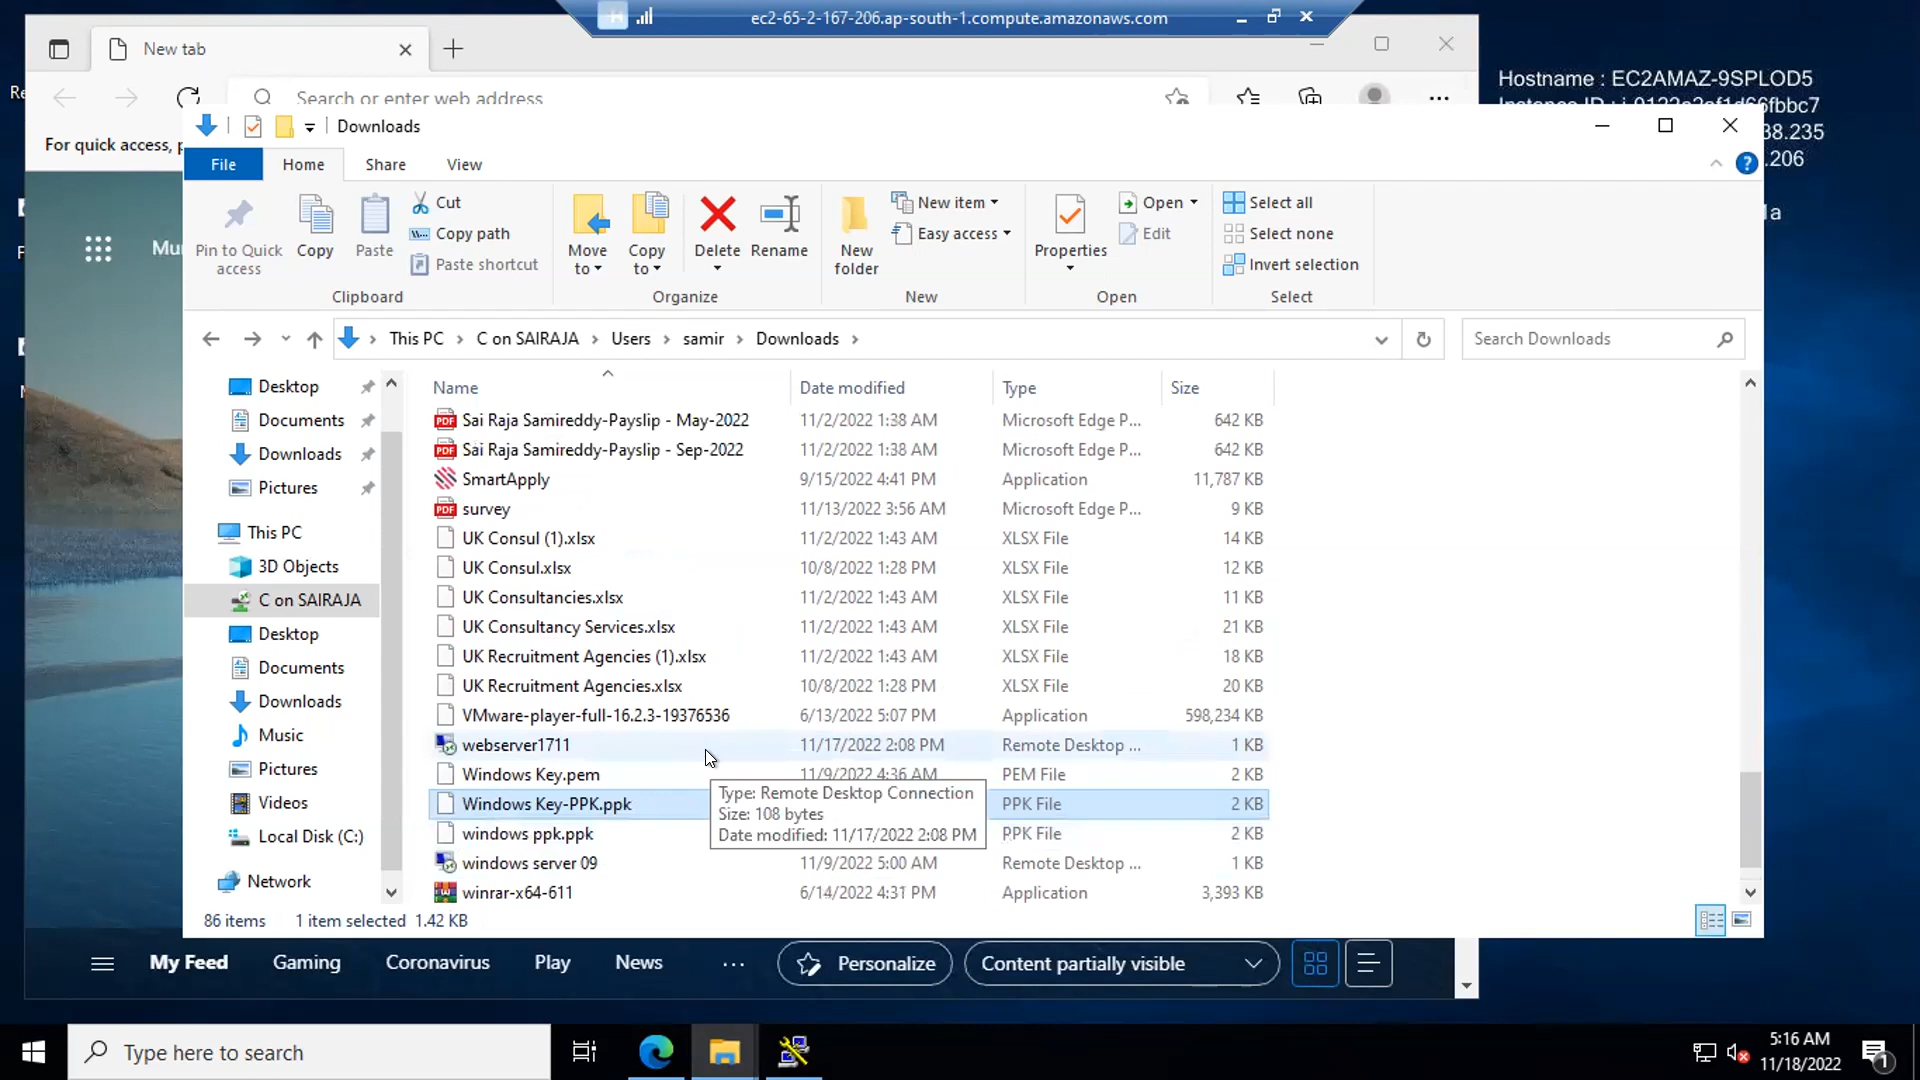 ec2-65-2-167-206.ap-south-1.compute.amazonaws.com
New tab
Search or enter web address
Hostname : EC2AMAZ-9SPLOD5
For quick access, p
Downloads
38.235
.206
File
Home
Share
View
Pin to Quick access
Copy
Paste
Cut
Copy path
Paste shortcut
Clipboard
Move to
Copy to
Delete
Rename
Organize
New folder
New item
Easy access
New
Properties
Open
Edit
Open
Select all
Select none
Invert selection
Select
This PC > C on SAIRAJA > Users > samir > Downloads >
Search Downloads
Desktop
Documents
Downloads
Pictures
This PC
3D Objects
C on SAIRAJA
Desktop
Documents
Downloads
Music
Pictures
Videos
Local Disk (C:)
Network
Name Date modified Type Size
Sai Raja Samireddy-Payslip - May-2022 11/2/2022 1:38 AM Microsoft Edge P... 642 KB
Sai Raja Samireddy-Payslip - Sep-2022 11/2/2022 1:38 AM Microsoft Edge P... 642 KB
SmartApply 9/15/2022 4:41 PM Application 11,787 KB
survey 11/13/2022 3:56 AM Microsoft Edge P... 9 KB
UK Consul (1).xlsx 11/2/2022 1:43 AM XLSX File 14 KB
UK Consul.xlsx 10/8/2022 1:28 PM XLSX File 12 KB
UK Consultancies.xlsx 11/2/2022 1:43 AM XLSX File 11 KB
UK Consultancy Services.xlsx 11/2/2022 1:43 AM XLSX File 21 KB
UK Recruitment Agencies (1).xlsx 11/2/2022 1:43 AM XLSX File 18 KB
UK Recruitment Agencies.xlsx 10/8/2022 1:28 PM XLSX File 20 KB
VMware-player-full-16.2.3-19376536 6/13/2022 5:07 PM Application 598,234 KB
webserver1711 11/17/2022 2:08 PM Remote Desktop ... 1 KB
Windows Key.pem 11/9/2022 4:36 AM PEM File 2 KB
Windows Key-PPK.ppk PPK File 2 KB
windows ppk.ppk PPK File 2 KB
windows server 09 11/9/2022 5:00 AM Remote Desktop ... 1 KB
winrar-x64-611 6/14/2022 4:31 PM Application 3,393 KB
Type: Remote Desktop Connection
Size: 108 bytes
Date modified: 11/17/2022 2:08 PM
86 items 1 item selected 1.42 KB
My Feed
Gaming
Coronavirus
Play
News
...
Personalize
Content partially visible
Type here to search
5:16 AM
11/18/2022
1